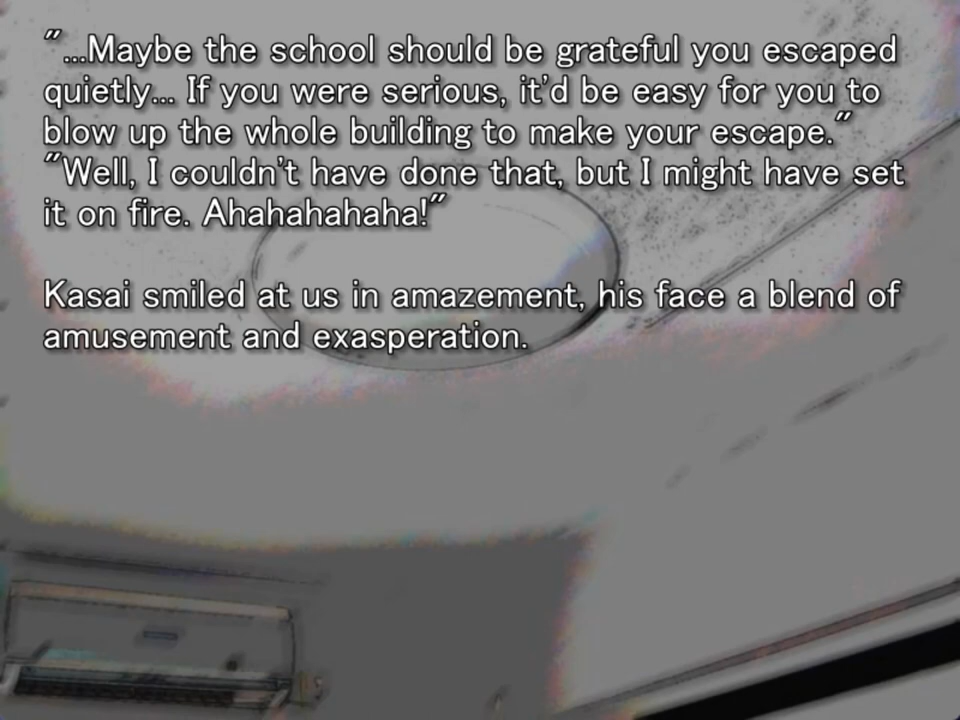 "...Maybe the school should be grateful you escaped
quietly... If you were serious, it'd be easy for you to
blow up the whole building to make your escape."
"Well, I couldn't have done that, but I might have set
it on fire. Ahahahahaha!"
Kasai smiled at us in amazement, his face a blend of
amusement and exasperation.